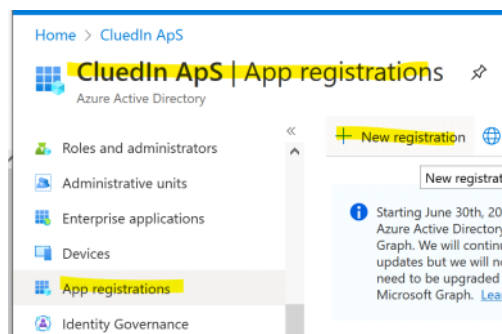 Home > CluedIn ApS
CluedIn ApS | App registrations
Azure Active Directory
«
Roles and administrators
Administrative units
Enterprise applications
Devices
App registrations
Identity Governance
+ New registration
New registrat
Starting June 30th, 20
Azure Active Directory
Graph. We will contin
updates but we will n
need to be upgraded
Microsoft Graph. Lea